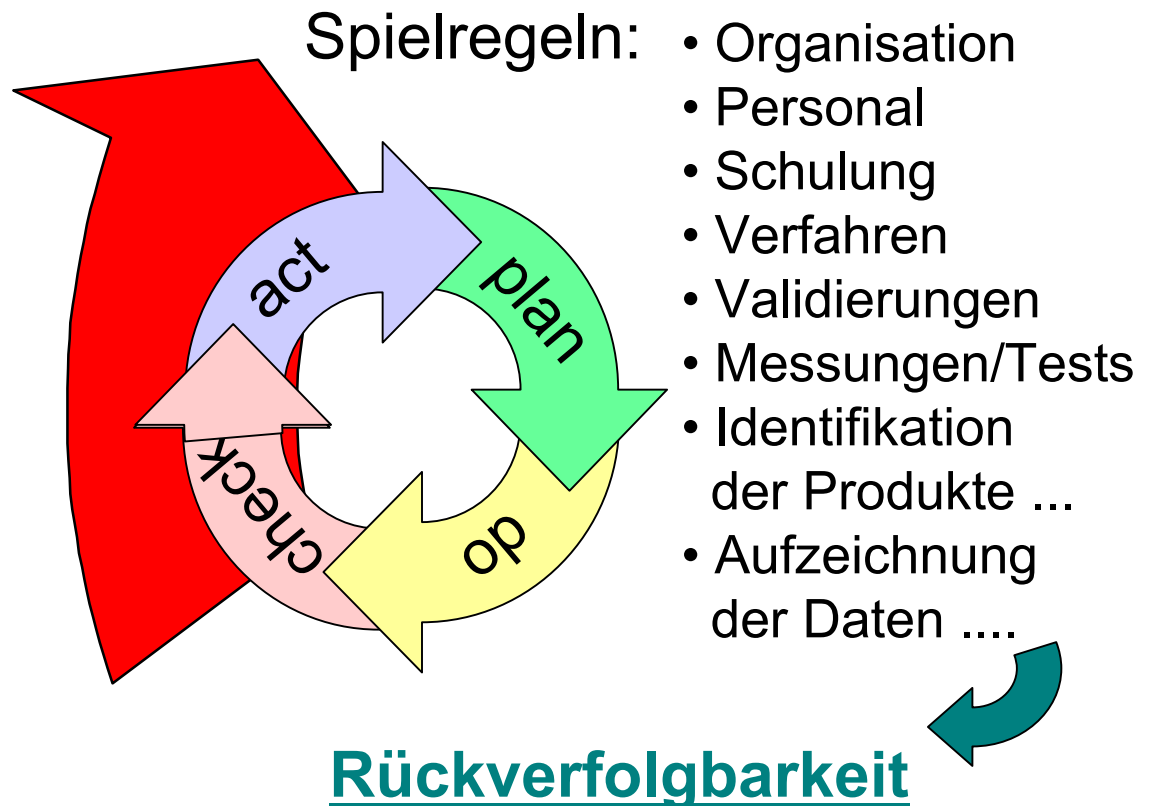 Spielregeln:
• Organisation
• Personal
• Schulung
• Verfahren
• Validierungen
• Messungen/Tests
• Identifikation
der Produkte ...
• Aufzeichnung
der Daten ....
act
plan
do
check
Rückverfolgbarkeit